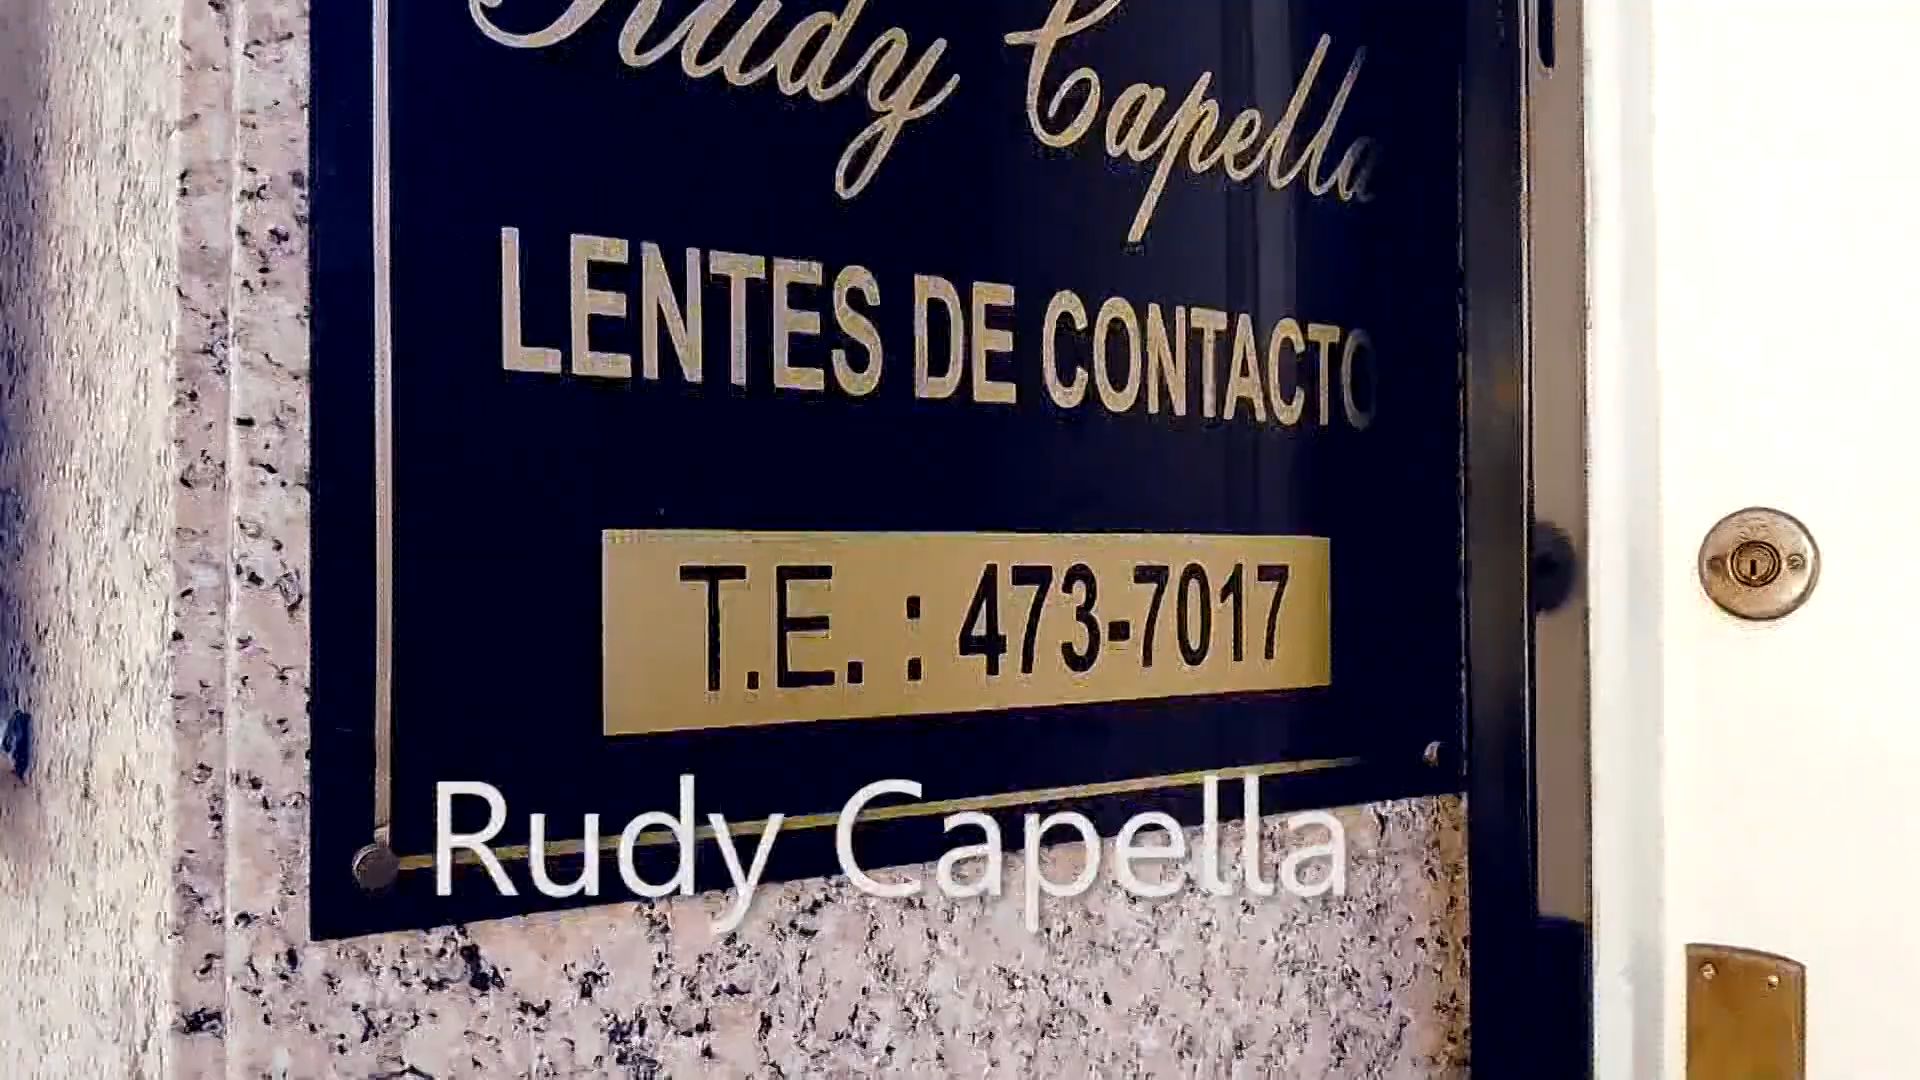 Rudy Capella
LENTES DE CONTACTO
T.E. : 473-7017
Rudy Capella